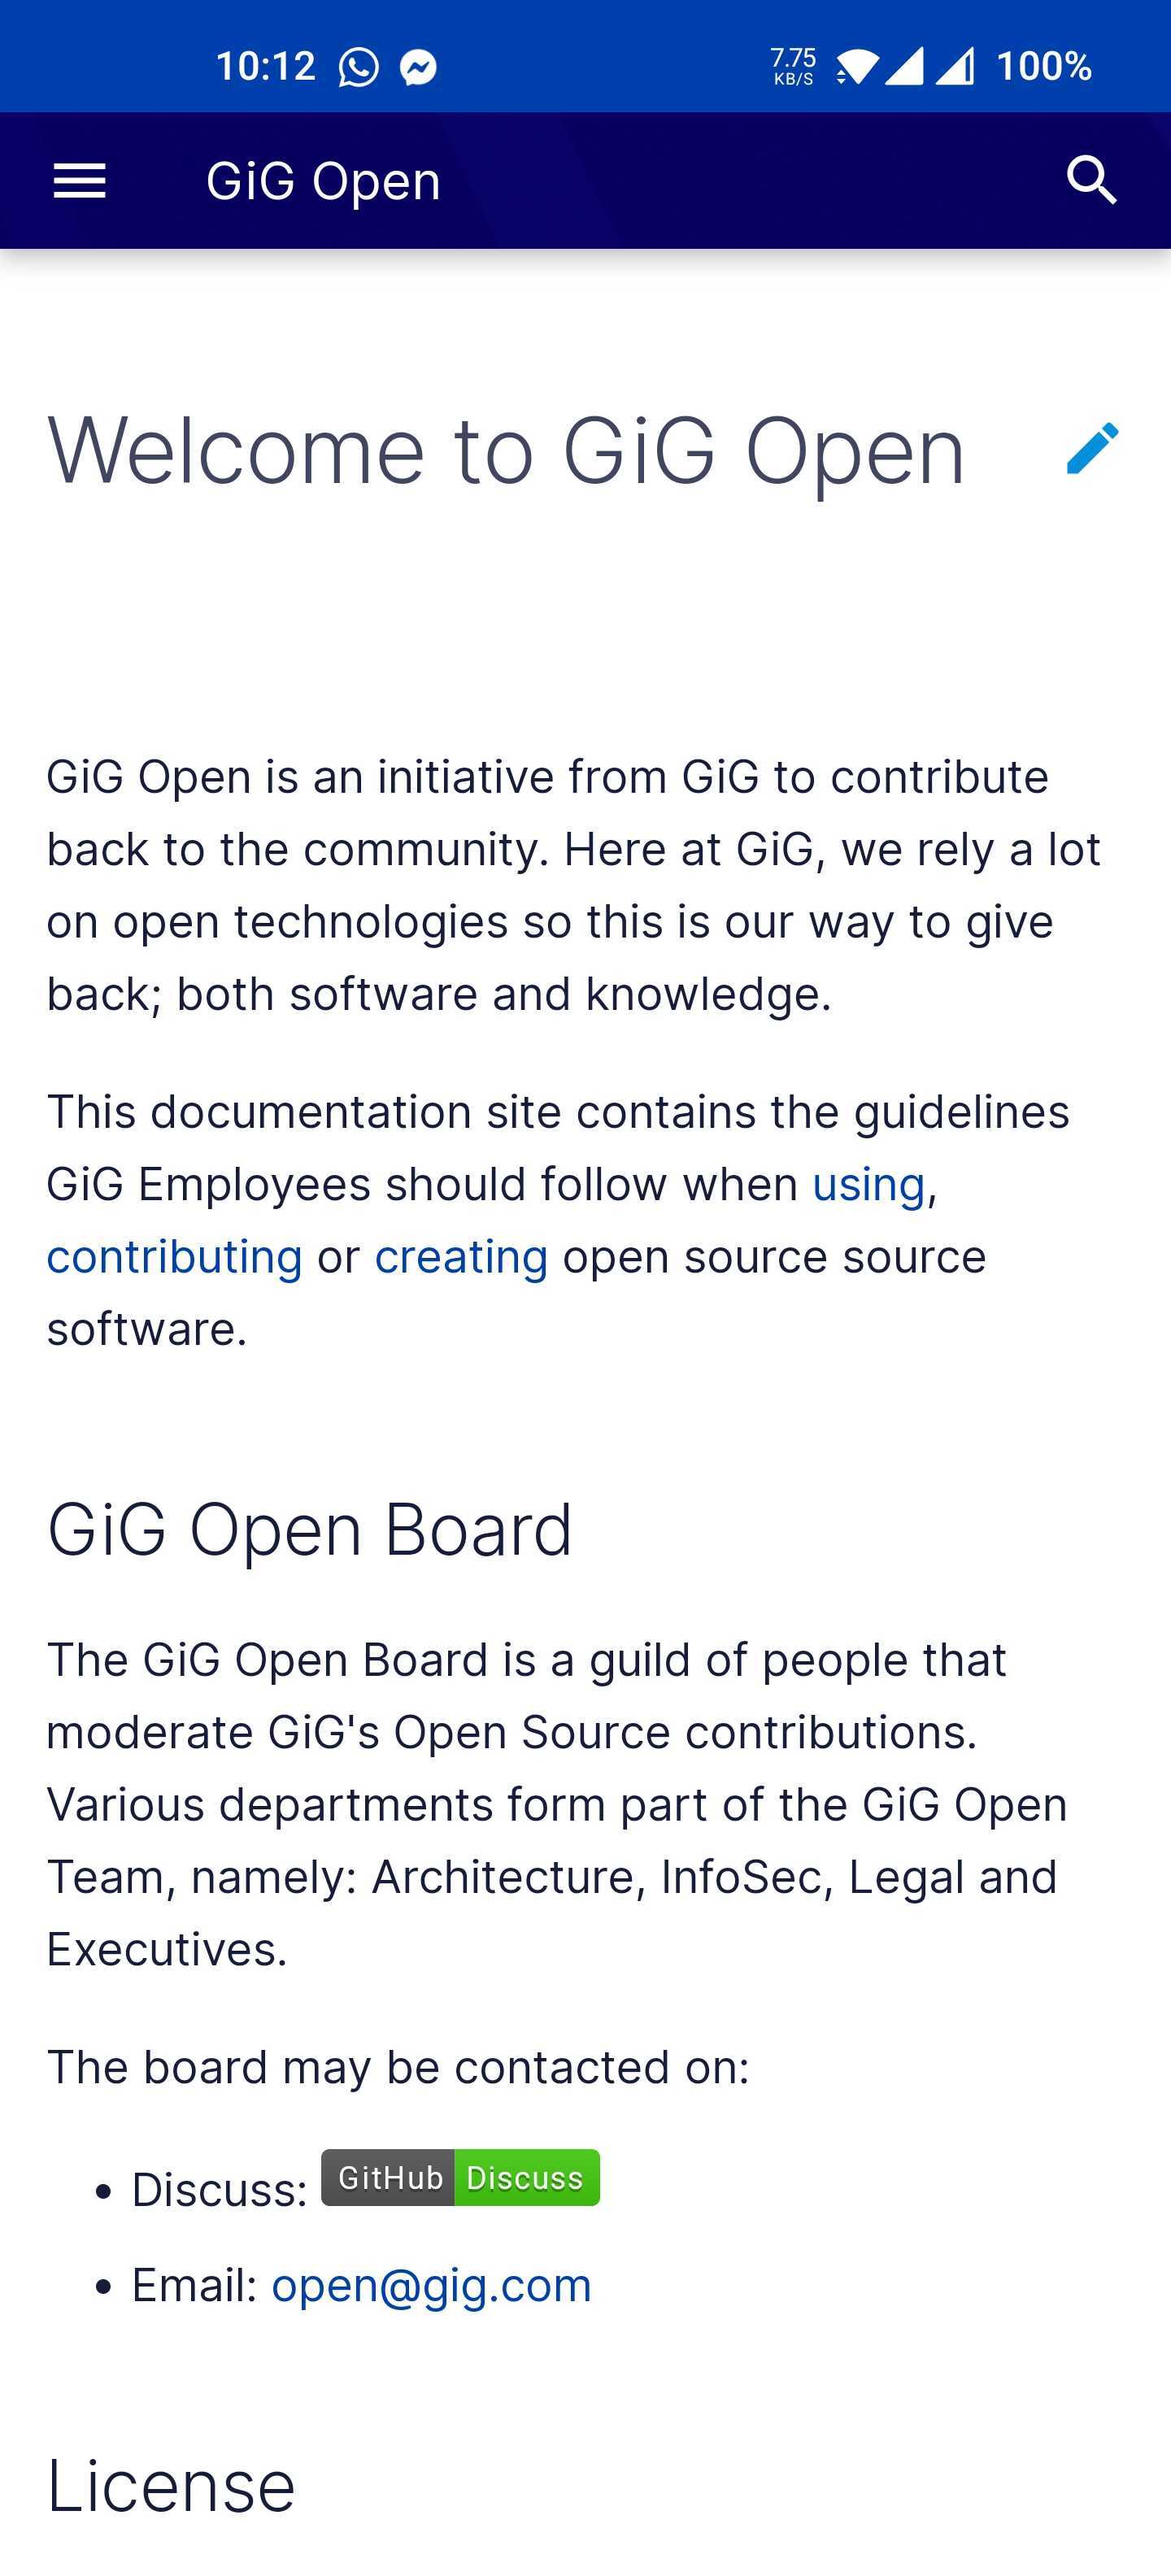 10:12
7.75
KB/S
100%
GiG Open
Welcome to GiG Open
GiG Open is an initiative from GiG to contribute
back to the community. Here at GiG, we rely a lot
on open technologies so this is our way to give
back; both software and knowledge.
This documentation site contains the guidelines
GiG Employees should follow when using,
contributing or creating open source source
software.
GiG Open Board
The GiG Open Board is a guild of people that
moderate GiG's Open Source contributions.
Various departments form part of the GiG Open
Team, namely: Architecture, InfoSec, Legal and
Executives.
The board may be contacted on:
• Discuss: GitHub Discuss
• Email: open@gig.com
License